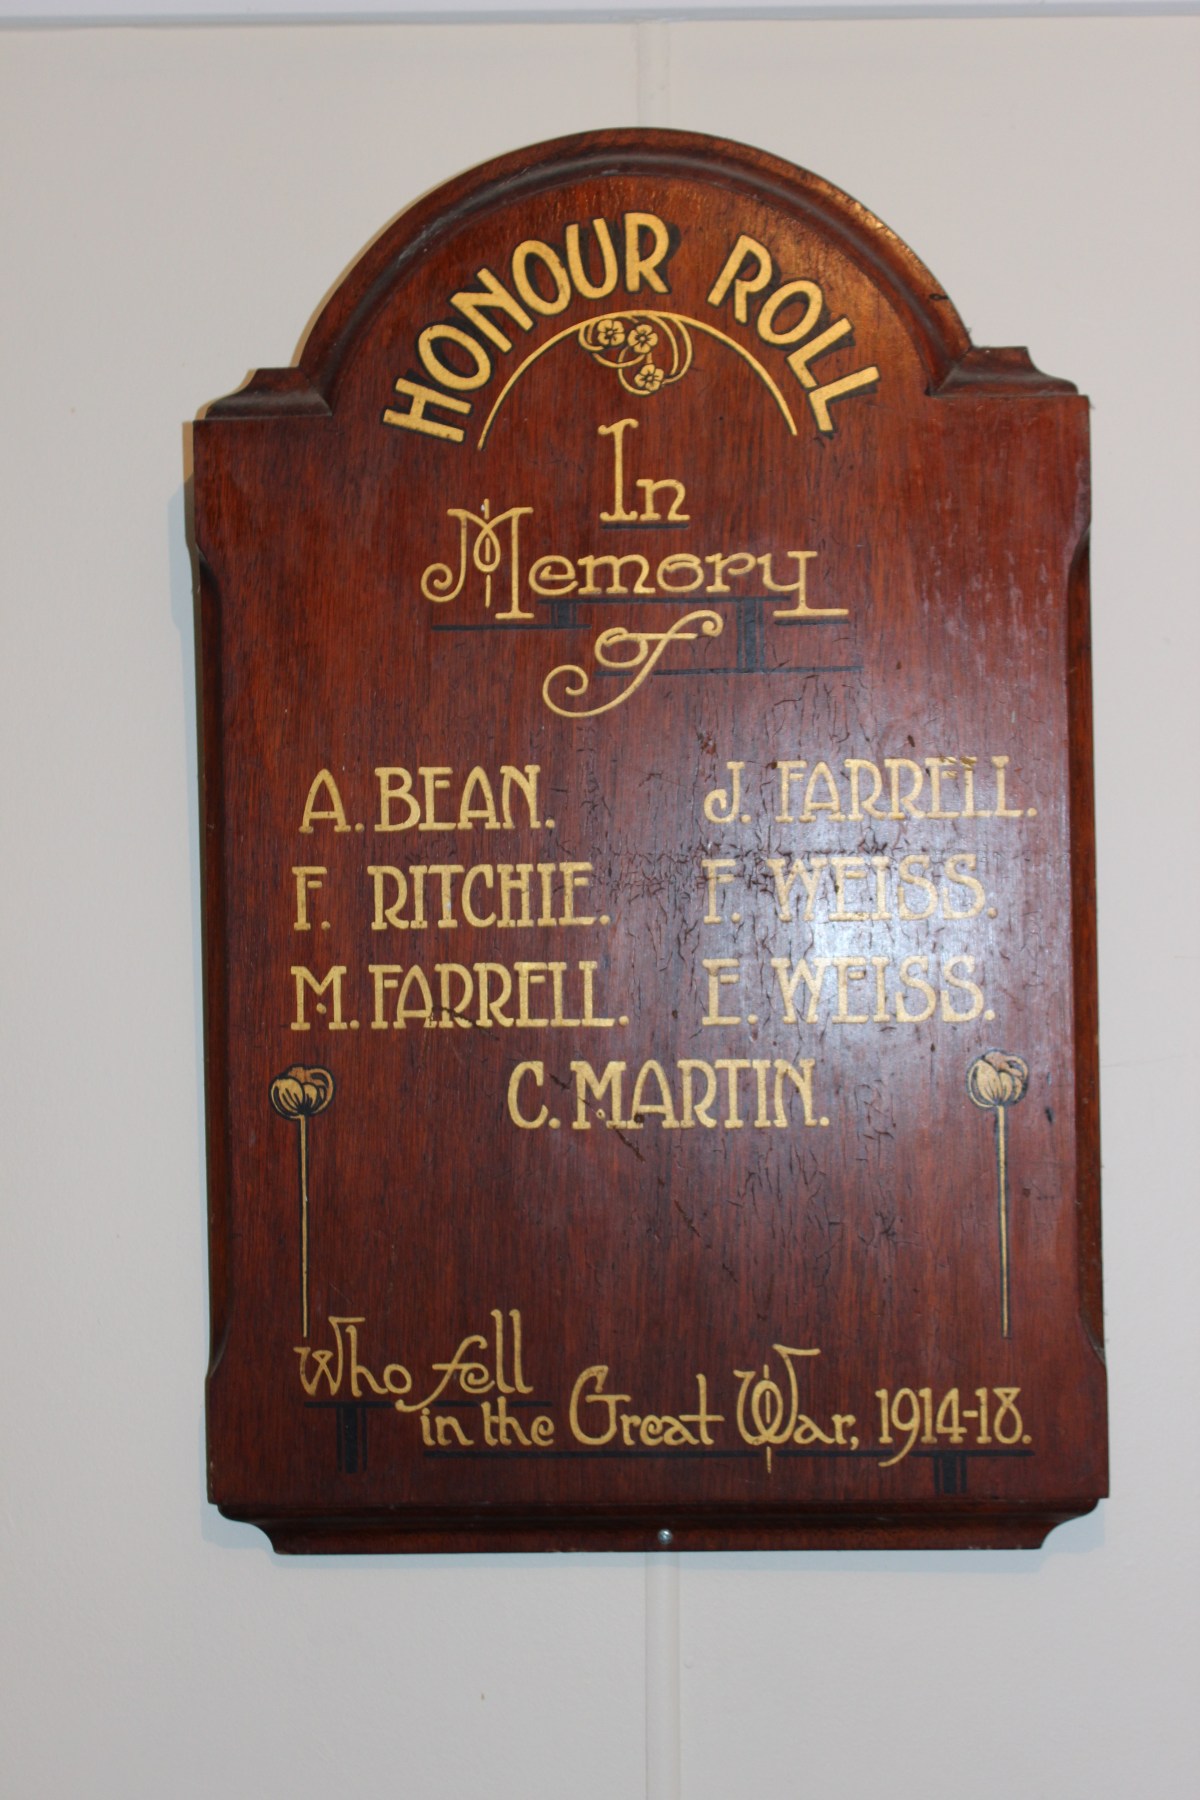 HONOUR ROLL
In
Memory
of
A. BEAN. J. FARRELL.
F. RITCHIE. F. WEISS.
M. FARRELL. E. WEISS.
C. MARTIN.
Who fell
in the Great War, 1914-18.